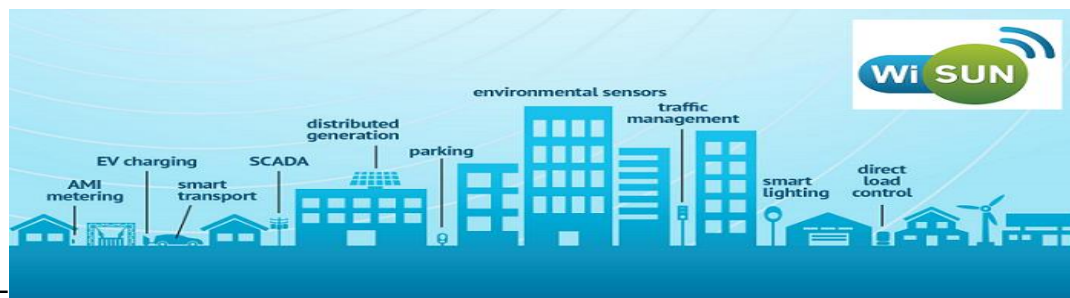 Wi SUN
environmental sensors
traffic
management
distributed
generation
parking
EV charging
SCADA
AMI
metering
smart
transport
smart
lighting
direct
load
control